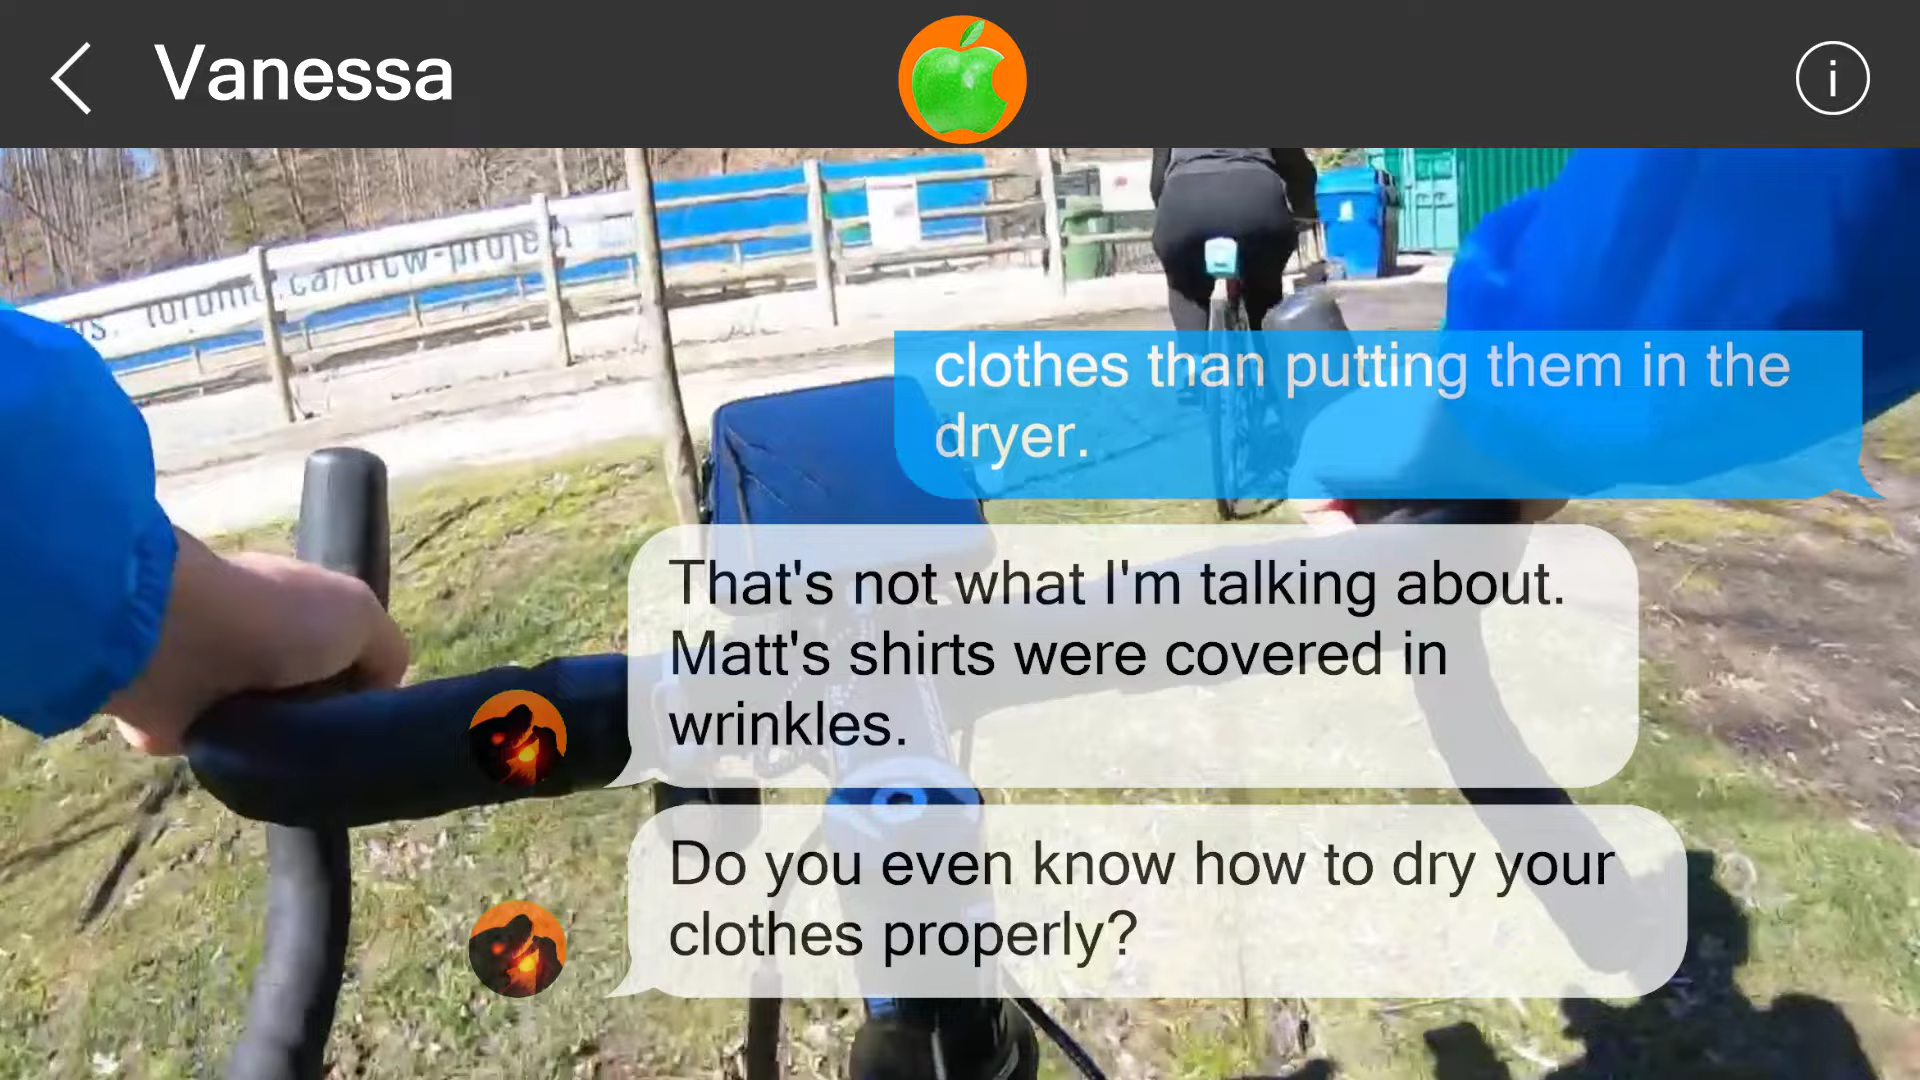 Vanessa
i
clothes than putting them in the
dryer.
That's not what I'm talking about.
Matt's shirts were covered in
wrinkles.
Do you even know how to dry your
clothes properly?